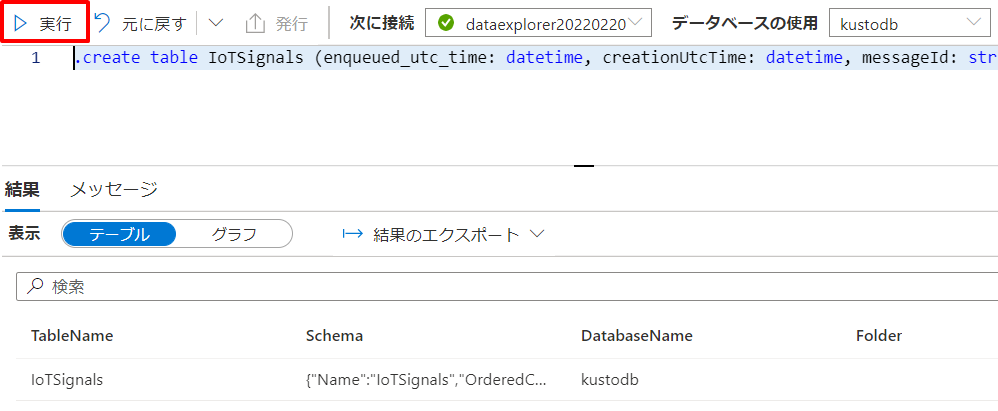 実行 元に戻す 発行 次に接続 dataexplorer20220220 データベースの使用 kustodb
1 .create table IoTSignals (enqueued_utc_time: datetime, creationUtcTime: datetime, messageId: str
結果 メッセージ
表示 テーブル グラフ 結果のエクスポート
検索
TableName Schema DatabaseName Folder
IoTSignals {"Name":"IoTSignals","OrderedC... kustodb